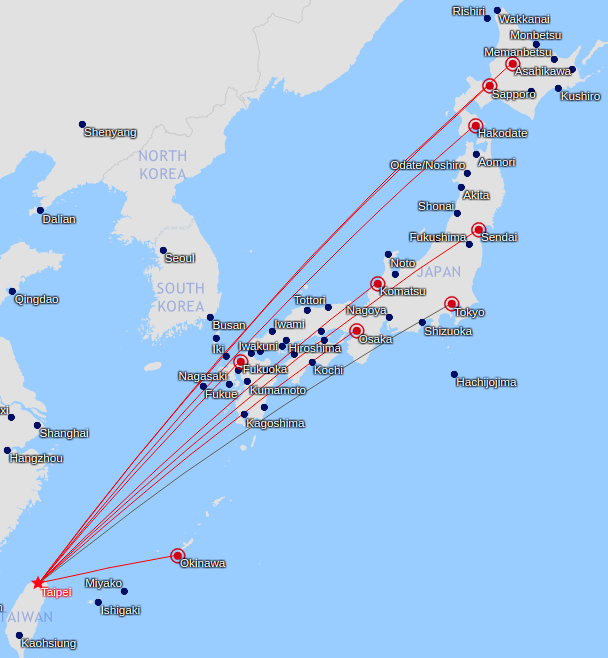 Rishiri
Wakkanai
Monbetsu
Memanbetsu
Asahikawa
Sapporo
Kushiro
Shenyang
Hakodate
NORTH
KOREA
Aomori
Odate/Noshiro
Akita
Shonai
Dalian
Fukushima
Sendai
Seoul
Noto
JAPAN
SOUTH
KOREA
Komatsu
Qingdao
Tottori
Nagoya
Tokyo
Busan
Iwami
Shizuoka
Osaka
Iki
Iwakuni
Hiroshima
Fukuoka
Kochi
Nagasaki
Hachijojima
Fukue
Kumamoto
xi
Kagoshima
Shanghai
Hangzhou
Okinawa
Miyako
Taipei
Ishigaki
TAIWAN
Kaohsiung